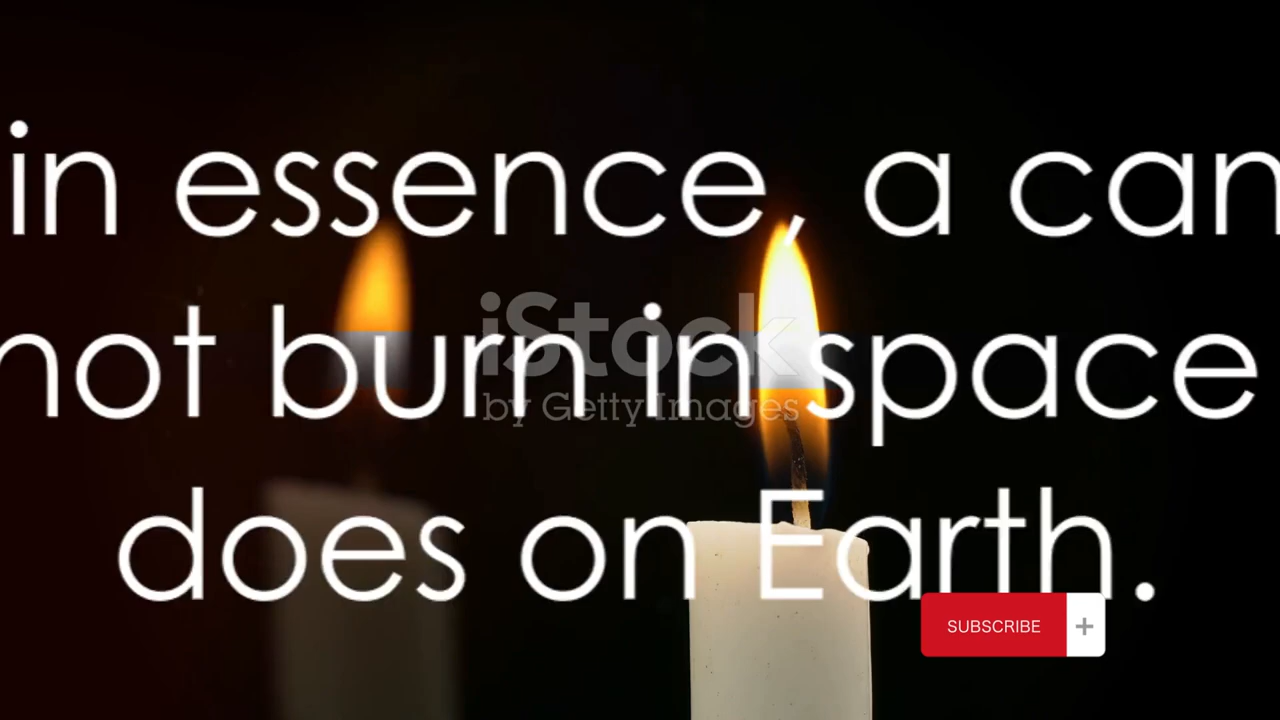 in essence, a can
not burn in space
does on Earth.
iStock
by Getty Images
SUBSCRIBE +